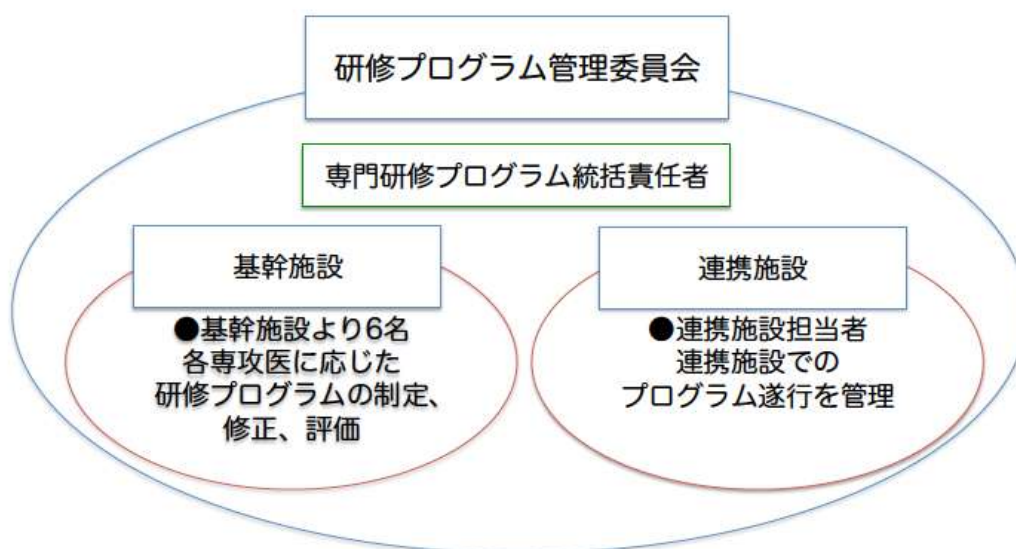 研修プログラム管理委員会
専門研修プログラム統括責任者
基幹施設
●基幹施設より6名
各専攻医に応じた
研修プログラムの制定、
修正、評価
連携施設
●連携施設担当者
連携施設での
プログラム遂行を管理